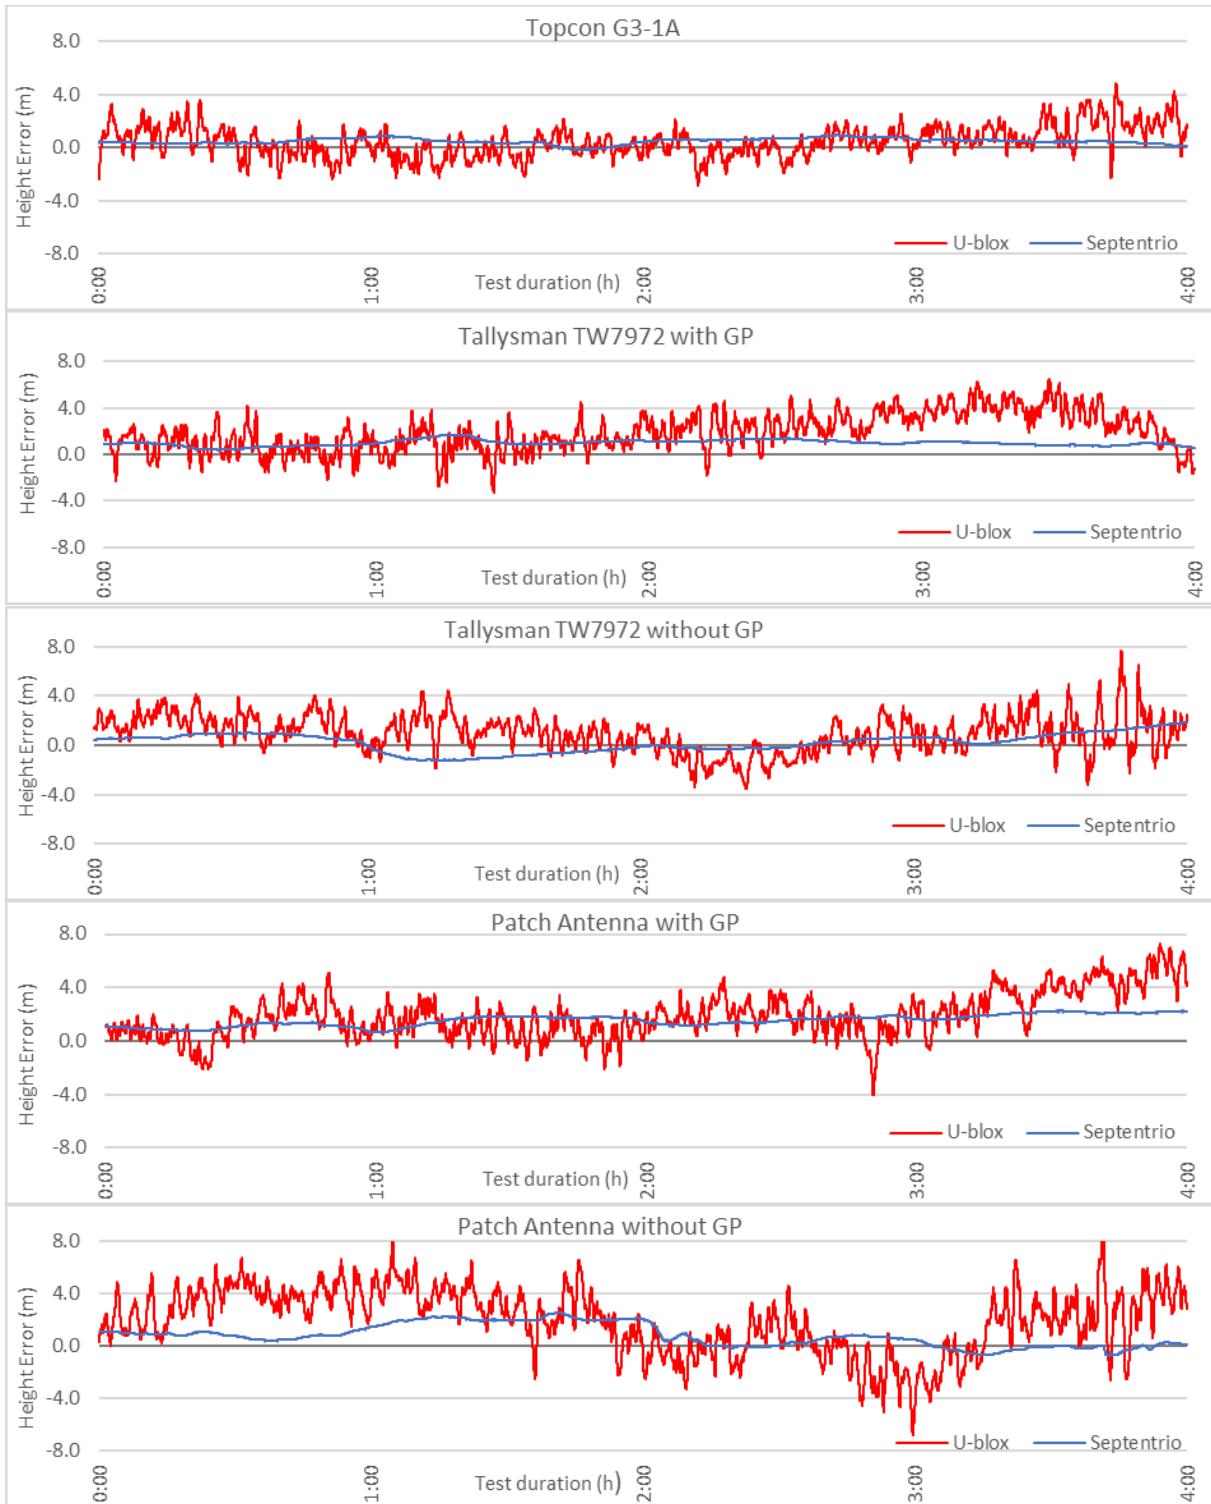 Topcon G3-1A
8.0
4.0
0.0
-4.0
-8.0
Height Error (m)
U-blox Septentrio
0:00 1:00 2:00 3:00 4:00
Test duration (h)
Tallysman TW7972 with GP
8.0
4.0
0.0
-4.0
-8.0
Height Error (m)
U-blox Septentrio
0:00 1:00 2:00 3:00 4:00
Test duration (h)
Tallysman TW7972 without GP
8.0
4.0
0.0
-4.0
-8.0
Height Error (m)
U-blox Septentrio
0:00 1:00 2:00 3:00 4:00
Test duration (h)
Patch Antenna with GP
8.0
4.0
0.0
-4.0
-8.0
Height Error (m)
U-blox Septentrio
0:00 1:00 2:00 3:00 4:00
Test duration (h)
Patch Antenna without GP
8.0
4.0
0.0
-4.0
-8.0
Height Error (m)
U-blox Septentrio
0:00 1:00 2:00 3:00 4:00
Test duration (h)